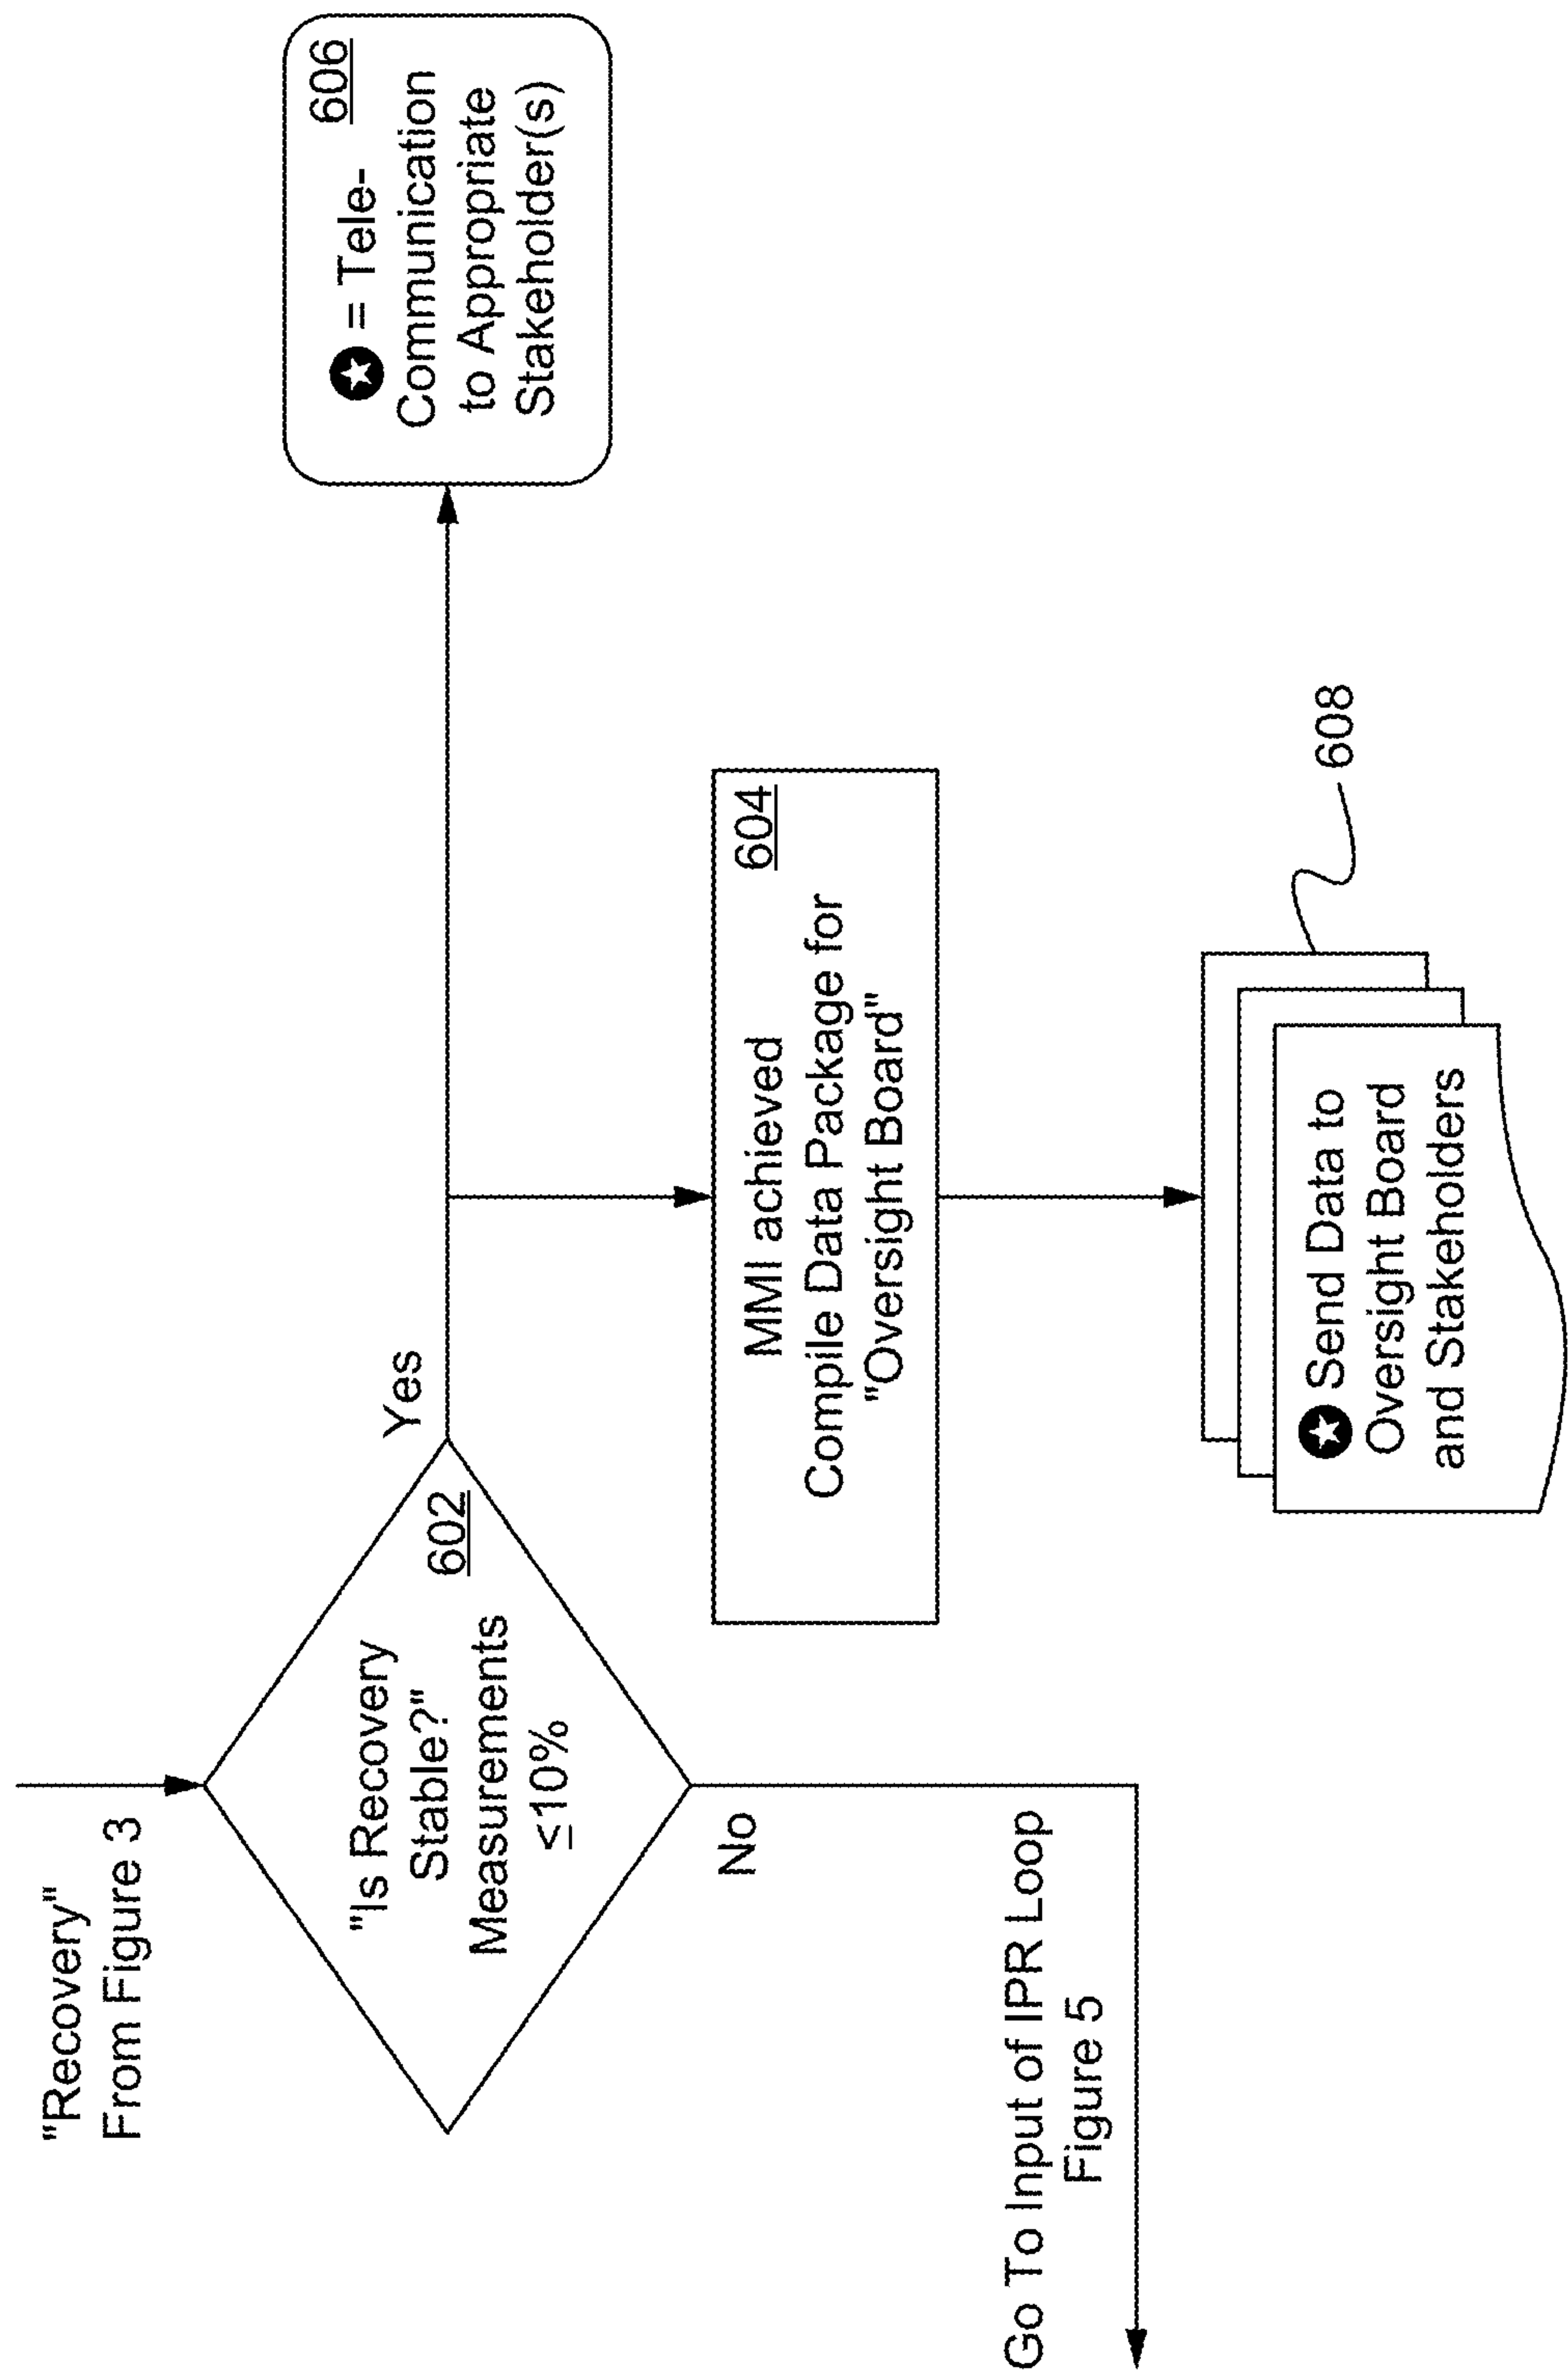 "Recovery"
From Figure 3
"Is Recovery
Stable?"
Measurements
≤10%
602
Yes
No
606
= Tele-
Communication
to Appropriate
Stakeholder(s)
604
MMI achieved
Compile Data Package for
"Oversight Board"
608
Send Data to
Oversight Board
and Stakeholders
Go To Input of IPR Loop
Figure 5